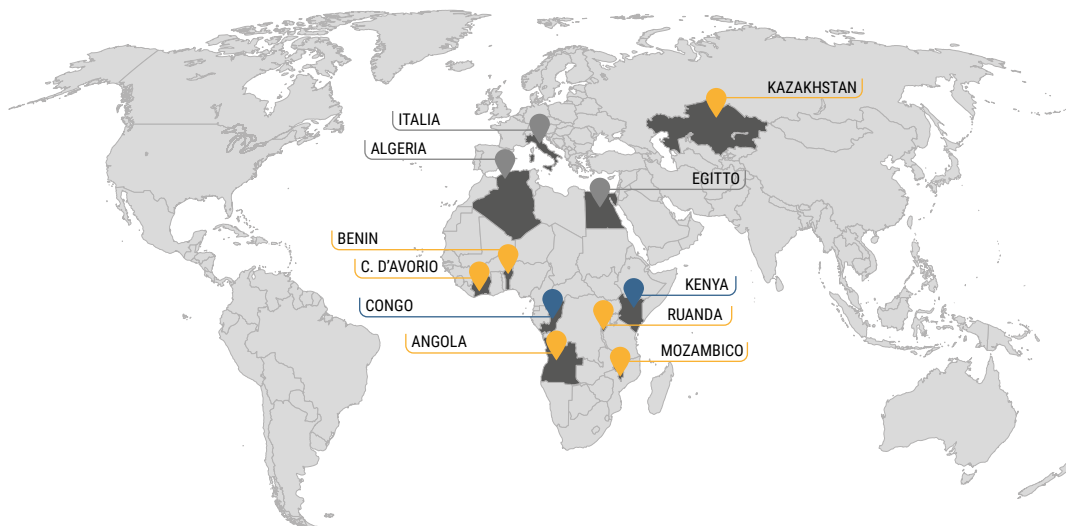 KAZAKHSTAN
ITALIA
ALGERIA
EGITTO
BENIN
C. D'AVORIO
KENYA
CONGO
RUANDA
ANGOLA
MOZAMBICO